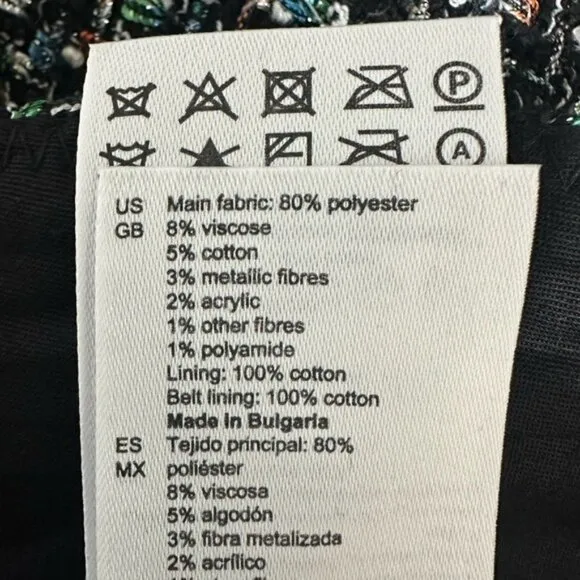 P
A
US Main fabric: 80% polyester
GB 8% viscose
5% cotton
3% metallic fibres
2% acrylic
1% other fibres
1% polyamide
Lining: 100% cotton
Belt lining: 100% cotton
Made in Bulgaria
ES Tejido principal: 80%
MX poliéster
8% viscosa
5% algodón
3% fibra metalizada
2% acrílico